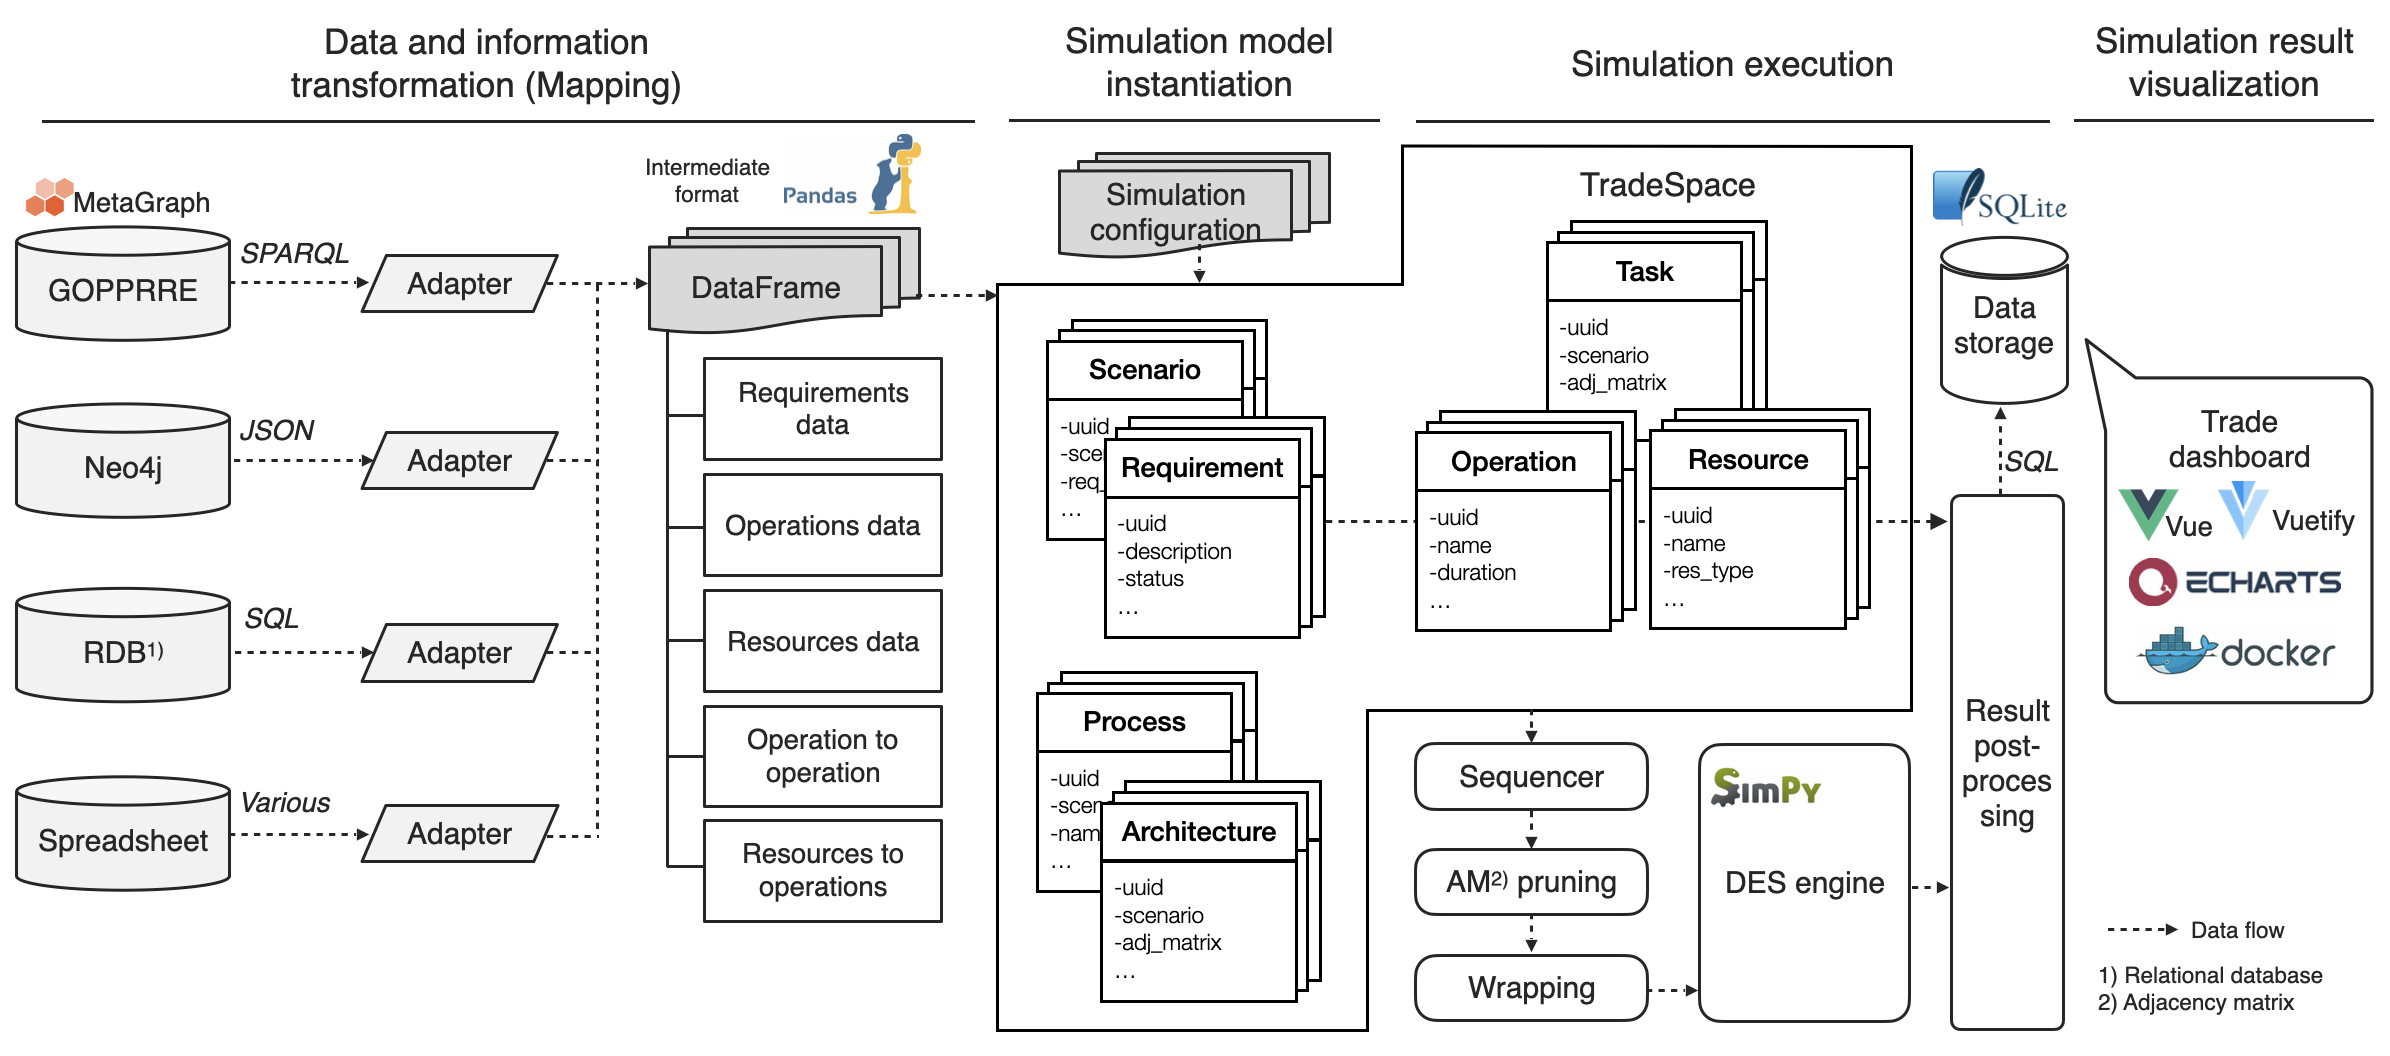 Data and information
transformation (Mapping)
Simulation model
instantiation
Simulation execution
Simulation result
visualization
MetaGraph
GOPPRRE
SPARQL
Adapter
Neo4j
JSON
Adapter
RDB1)
SQL
Adapter
Spreadsheet
Various
Adapter
Intermediate
format
Pandas
DataFrame
Requirements
data
Operations data
Resources data
Operation to
operation
Resources to
operations
Simulation
configuration
Scenario
-uuid
-sce
-req_
...
Requirement
-uuid
-description
-status
...
Process
-uuid
-scen
-nam
...
Architecture
-uuid
-scenario
-adj_matrix
...
TradeSpace
Task
-uuid
-scenario
-adj_matrix
Operation
-uuid
-name
-duration
...
Resource
-uuid
-name
-res_type
...
Sequencer
AM2) pruning
Wrapping
SimPy
DES engine
SQLite
Data
storage
SQL
Result
post-
proces
sing
Trade
dashboard
Vue
Vuetify
ECHARTS
docker
Data flow
1) Relational database
2) Adjacency matrix